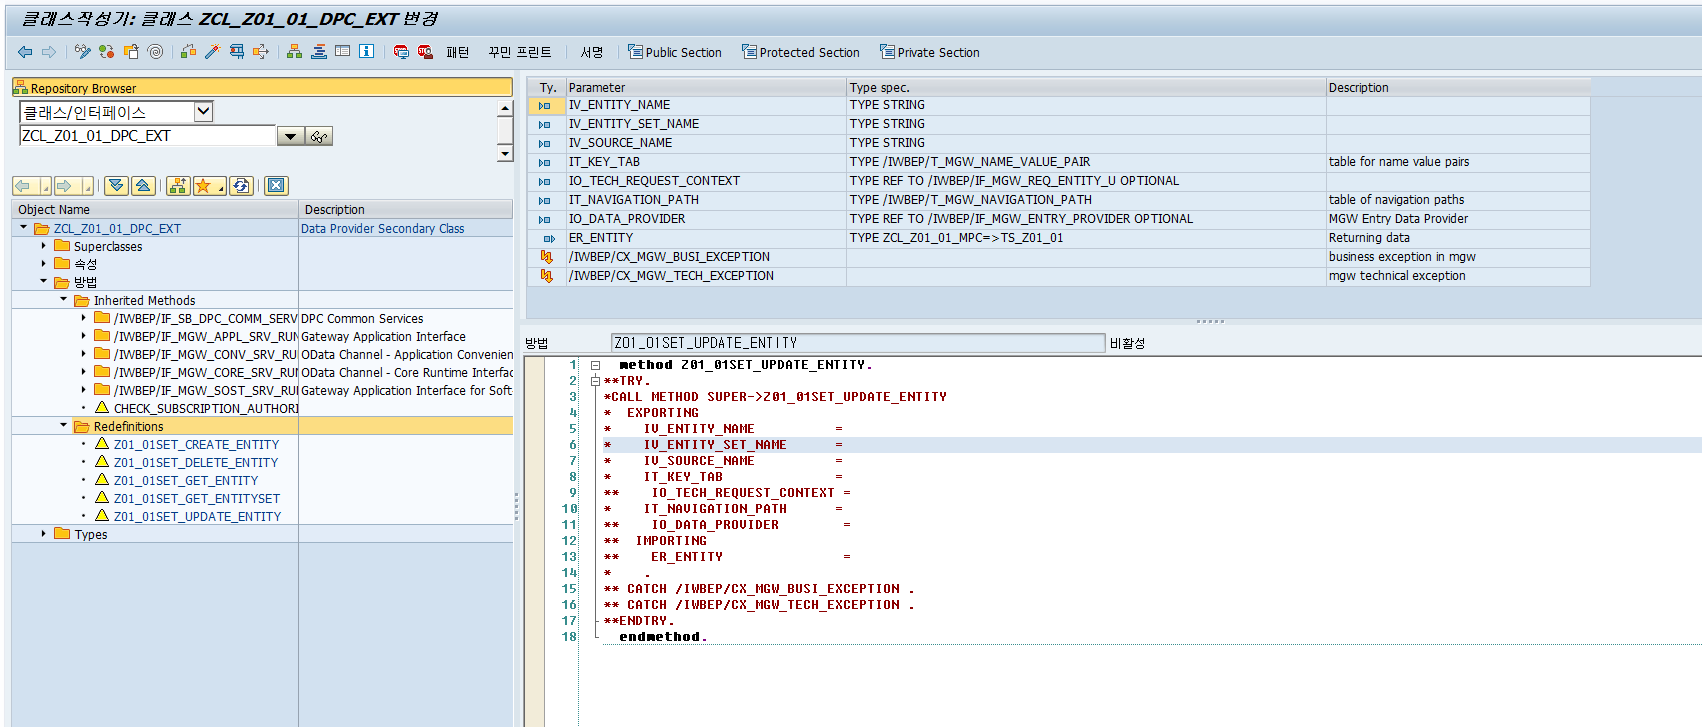 클래스작성기: 클래스 ZCL_Z01_01_DPC_EXT 변경
패턴 꾸민 프린트 서명 Public Section Protected Section Private Section
Repository Browser
클래스/인터페이스
ZCL_Z01_01_DPC_EXT
Object Name Description
ZCL_Z01_01_DPC_EXT Data Provider Secondary Class
Superclasses
속성
방법
Inherited Methods
/IWBEP/IF_SB_DPC_COMM_SERV DPC Common Services
/IWBEP/IF_MGW_APPL_SRV_RUN Gateway Application Interface
/IWBEP/IF_MGW_CONV_SRV_RUI OData Channel - Application Convenien
/IWBEP/IF_MGW_CORE_SRV_RUI OData Channel - Core Runtime Interfac
/IWBEP/IF_MGW_SOST_SRV_RUI Gateway Application Interface for Soft
CHECK_SUBSCRIPTION_AUTHORI
Redefinitions
Z01_01SET_CREATE_ENTITY
Z01_01SET_DELETE_ENTITY
Z01_01SET_GET_ENTITY
Z01_01SET_GET_ENTITYSET
Z01_01SET_UPDATE_ENTITY
Types
Ty. Parameter Type spec. Description
IV_ENTITY_NAME TYPE STRING
IV_ENTITY_SET_NAME TYPE STRING
IV_SOURCE_NAME TYPE STRING
IT_KEY_TAB TYPE /IWBEP/T_MGW_NAME_VALUE_PAIR table for name value pairs
IO_TECH_REQUEST_CONTEXT TYPE REF TO /IWBEP/IF_MGW_REQ_ENTITY_U OPTIONAL
IT_NAVIGATION_PATH TYPE /IWBEP/T_MGW_NAVIGATION_PATH table of navigation paths
IO_DATA_PROVIDER TYPE REF TO /IWBEP/IF_MGW_ENTRY_PROVIDER OPTIONAL MGW Entry Data Provider
ER_ENTITY TYPE ZCL_Z01_01_MPC=>TS_Z01_01 Returning data
/IWBEP/CX_MGW_BUSI_EXCEPTION business exception in mgw
/IWBEP/CX_MGW_TECH_EXCEPTION mgw technical exception
방법 Z01_01SET_UPDATE_ENTITY 비활성
1 method Z01_01SET_UPDATE_ENTITY.
2 **TRY.
3 *CALL METHOD SUPER->Z01_01SET_UPDATE_ENTITY
4 * EXPORTING
5 * IV_ENTITY_NAME =
6 * IV_ENTITY_SET_NAME =
7 * IV_SOURCE_NAME =
8 * IT_KEY_TAB =
9 ** IO_TECH_REQUEST_CONTEXT =
10 * IT_NAVIGATION_PATH =
11 ** IO_DATA_PROVIDER =
12 ** IMPORTING
13 ** ER_ENTITY =
14 * .
15 ** CATCH /IWBEP/CX_MGW_BUSI_EXCEPTION .
16 ** CATCH /IWBEP/CX_MGW_TECH_EXCEPTION .
17 **ENDTRY.
18 endmethod.